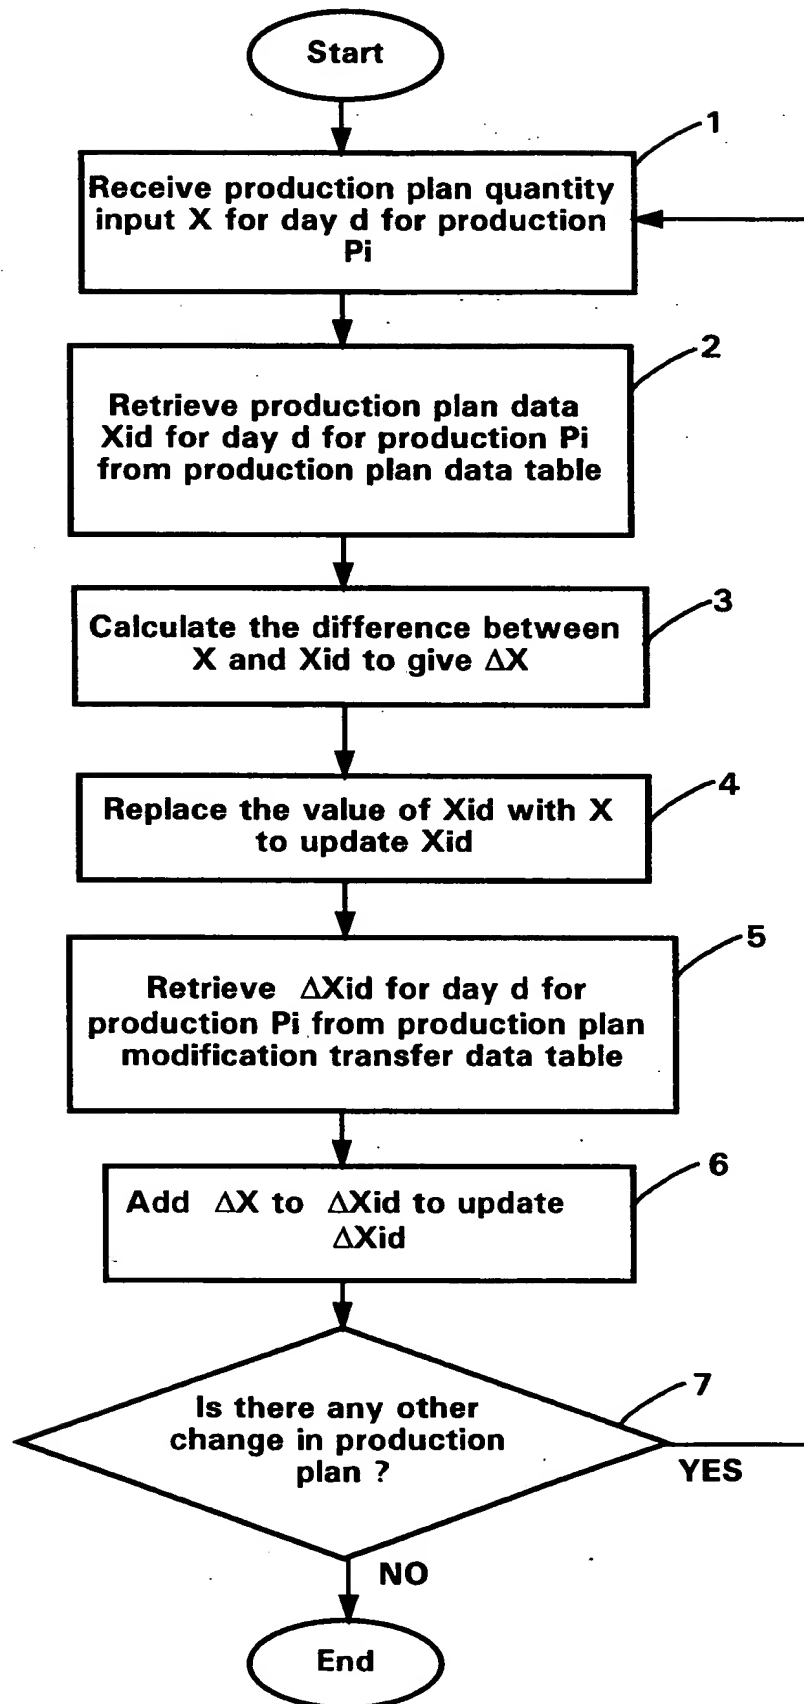 Start
1
Receive production plan quantity
input X for day d for production
Pi
2
Retrieve production plan data
Xid for day d for production Pi
from production plan data table
3
Calculate the difference between
X and Xid to give ΔX
4
Replace the value of Xid with X
to update Xid
5
Retrieve ΔXid for day d for
production Pi from production plan
modification transfer data table
6
Add ΔX to ΔXid to update
ΔXid
7
Is there any other
change in production
plan ?
YES
NO
End